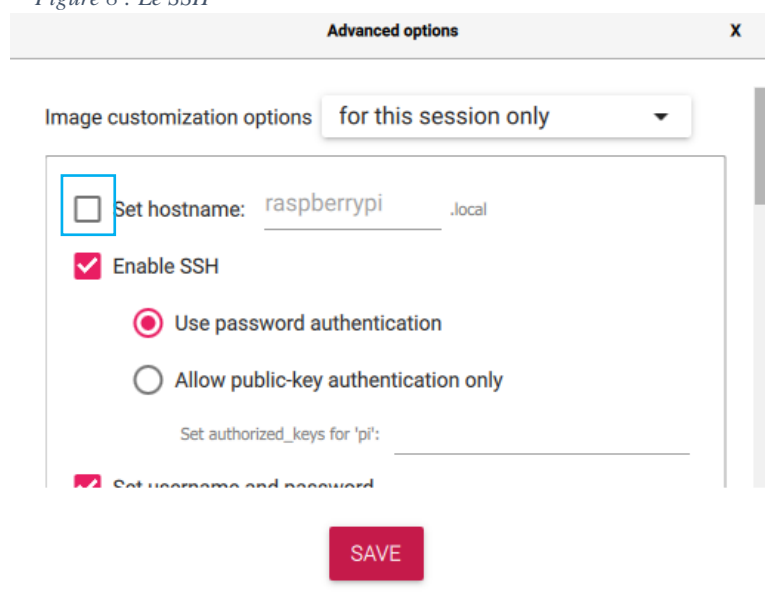 Figure 8 : Le SSH
Advanced options X
Image customization options for this session only
Set hostname: raspberrypi .local
Enable SSH
Use password authentication
Allow public-key authentication only
Set authorized_keys for 'pi':
Set username and password
SAVE